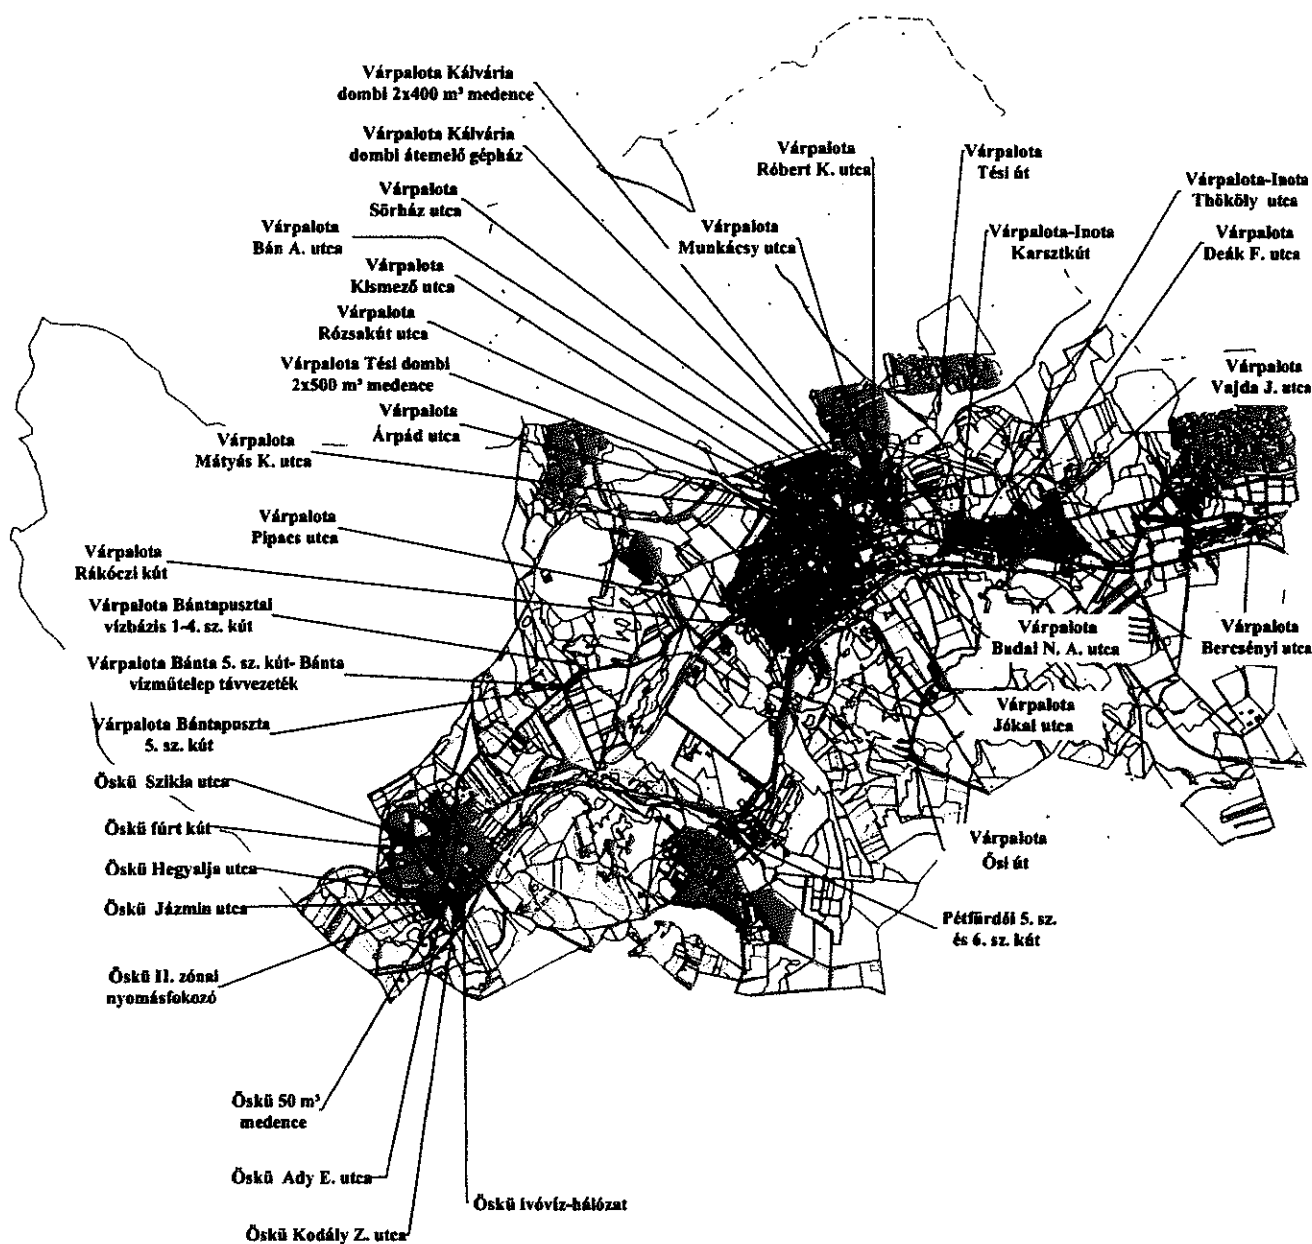 Várpalota Kálvária
dombi 2x400 m³ medence
Várpalota Kálvária
dombi átemelő gépház
Várpalota
Sörház utca
Várpalota
Bán A. utca
Várpalota
Kismező utca
Várpalota
Rózsakút utca
Várpalota Tési dombi
2x500 m³ medence
Várpalota
Árpád utca
Várpalota
Mátyás K. utca
Várpalota
Pipacs utca
Várpalota
Rákóczi kút
Várpalota Bántapusztai
vízbázis 1-4. sz. kút
Várpalota Bánta 5. sz. kút- Bánta
vízműtelep távvezeték
Várpalota Bántapuszta
5. sz. kút
Öskü Szikla utca
Öskü fúrt kút
Öskü Hegyalja utca
Öskü Jázmin utca
Öskü II. zónai
nyomásfokozó
Öskü 50 m³
medence
Öskü Ady E. utca
Öskü Kodály Z. utca
Öskü ivóvíz-hálózat
Várpalota
Róbert K. utca
Várpalota
Munkácsy utca
Várpalota
Tési út
Várpalota-Inota
Karsztkút
Várpalota-Inota
Thököly utca
Várpalota
Deák F. utca
Várpalota
Vajda J. utca
Várpalota
Budai N. A. utca
Várpalota
Bercsényi utca
Várpalota
Jókai utca
Várpalota
Ősi út
Pétfürdői 5. sz.
és 6. sz. kút